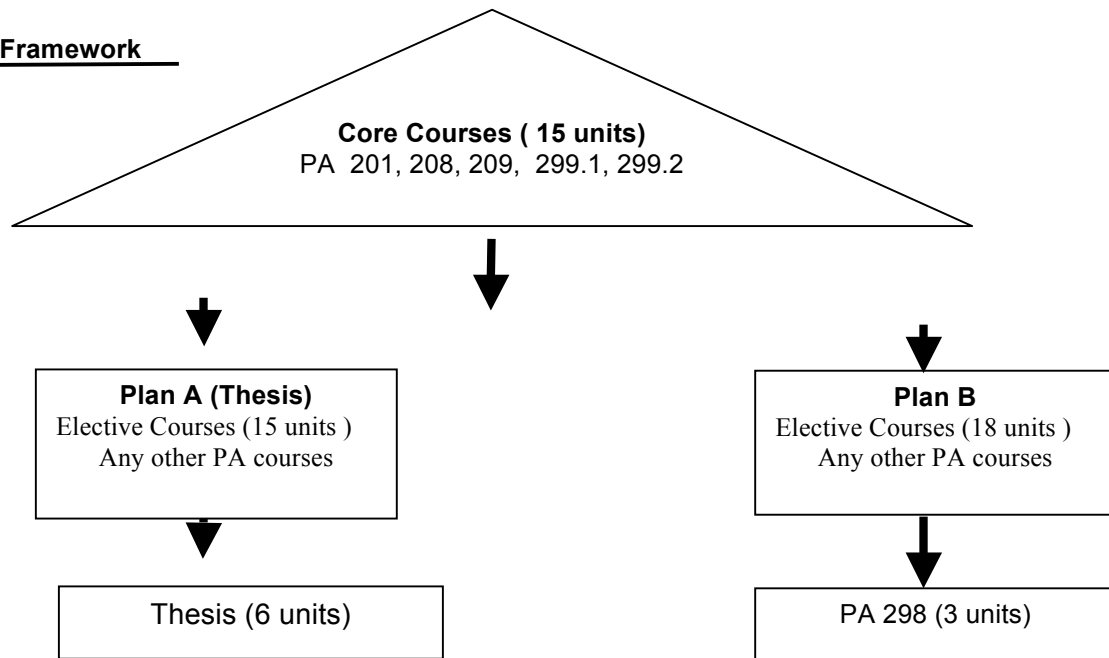 Framework
Core Courses ( 15 units)
PA 201, 208, 209, 299.1, 299.2
Plan A (Thesis)
Elective Courses (15 units )
Any other PA courses
Plan B
Elective Courses (18 units )
Any other PA courses
Thesis (6 units)
PA 298 (3 units)